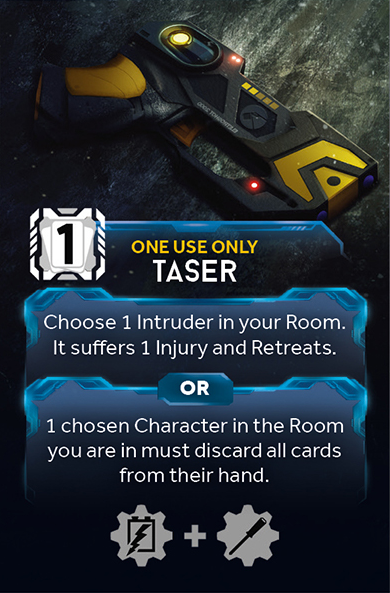 1
ONE USE ONLY
TASER
Choose 1 Intruder in your Room.
It suffers 1 Injury and Retreats.
OR
1 chosen Character in the Room
you are in must discard all cards
from their hand.
+